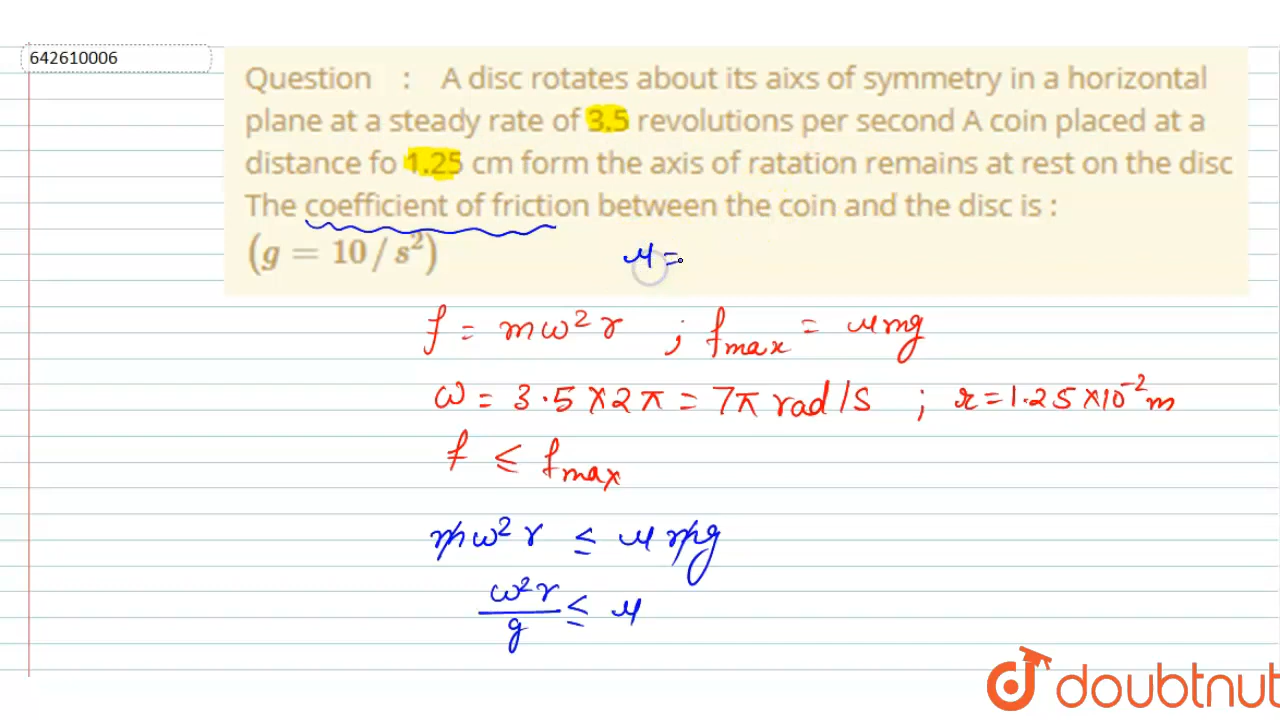 642610006
Question : A disc rotates about its aixs of symmetry in a horizontal
plane at a steady rate of 3.5 revolutions per second A coin placed at a
distance fo 1.25 cm form the axis of ratation remains at rest on the disc
The coefficient of friction between the coin and the disc is :
(g = 10/s²)
μ =
f = mω²r ; fmax = μmg
ω = 3.5×2π = 7π rad/s ; r = 1.25×10⁻²m
f ≤ fmax
mω²r ≤ μmg
ω²r/g ≤ μ
doubtnut